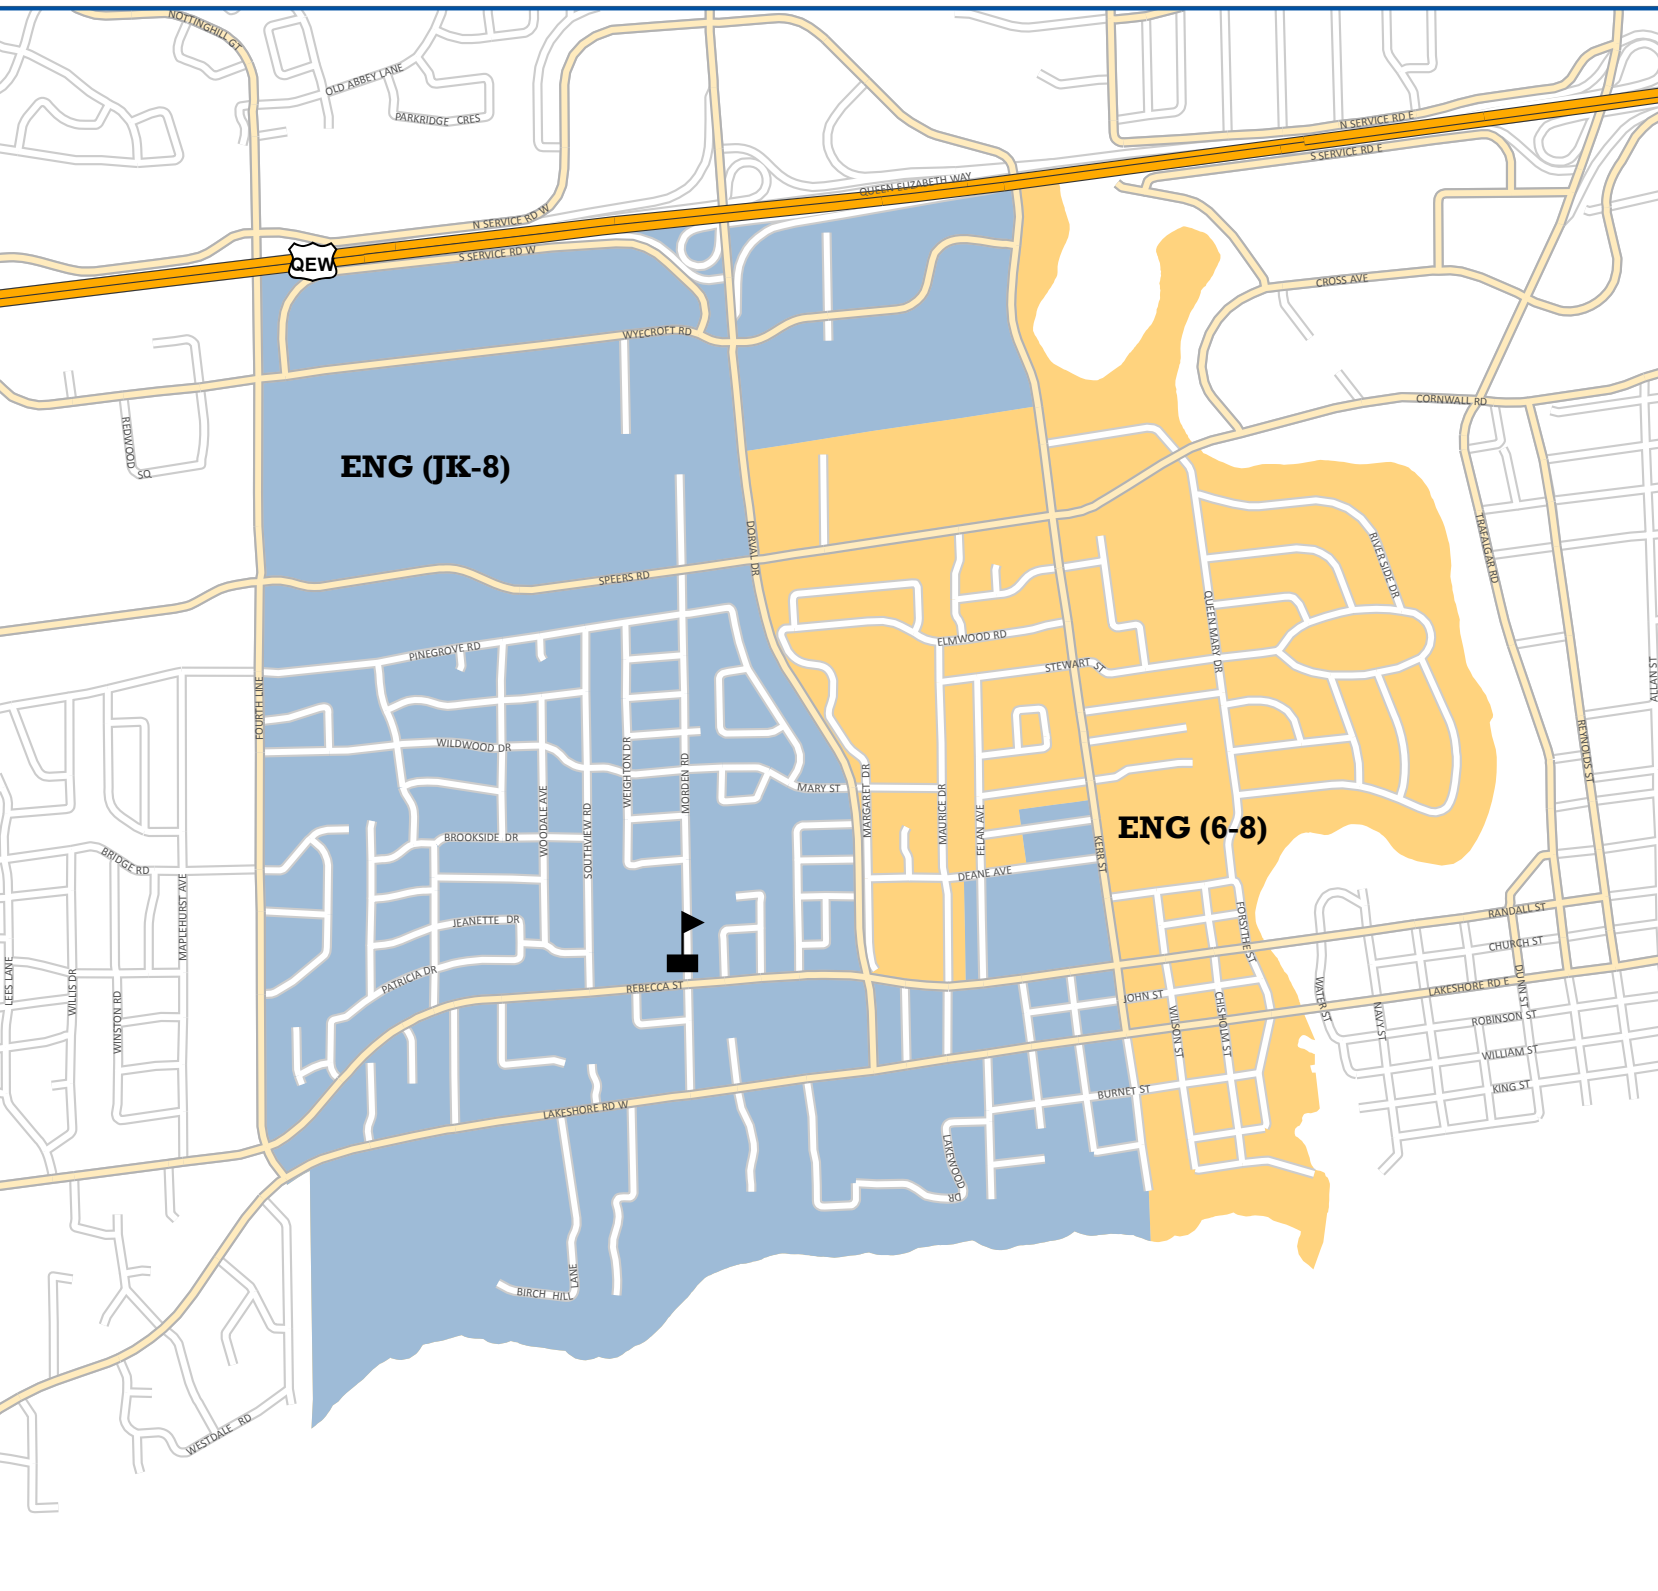 NOTTINGHILL GT
OLD ABBEY LANE
PARKRIDGE CRES
N SERVICE RD E
S SERVICE RD E
QUEEN ELIZABETH WAY
N SERVICE RD W
S SERVICE RD W
QEW
CROSS AVE
WYECROFT RD
CORNWALL RD
REDWOOD SQ
ENG (JK-8)
DORVAL DR
TRAFALGAR RD
RIVERSIDE DR
SPEERS RD
QUEEN MARY DR
ELMWOOD RD
PINEGROVE RD
STEWART ST
ALLAN ST
FOURTH LINE
REYNOLDS ST
WILDWOOD DR
WEIGHTON DR
MORDEN RD
MARY ST
MARGARET DR
MAURICE DR
FELAN AVE
WOODALE AVE
SOUTHVIEW RD
BROOKSIDE DR
ENG (6-8)
KERR ST
BRIDGE RD
DEANE AVE
MAPLEHURST AVE
JEANETTE DR
FORSYTHE ST
RANDALL ST
CHURCH ST
PATRICIA DR
LEES LANE
WILLIS DR
WINSTON RD
REBECCA ST
JOHN ST
WATER ST
LAKESHORE RD E
DUNN ST
NAVY ST
WILSON ST
CHISHOLM ST
ROBINSON ST
WILLIAM ST
KING ST
BURNET ST
LAKESHORE RD W
LAKEWOOD DR
BIRCH HILL LANE
WESTDALE RD